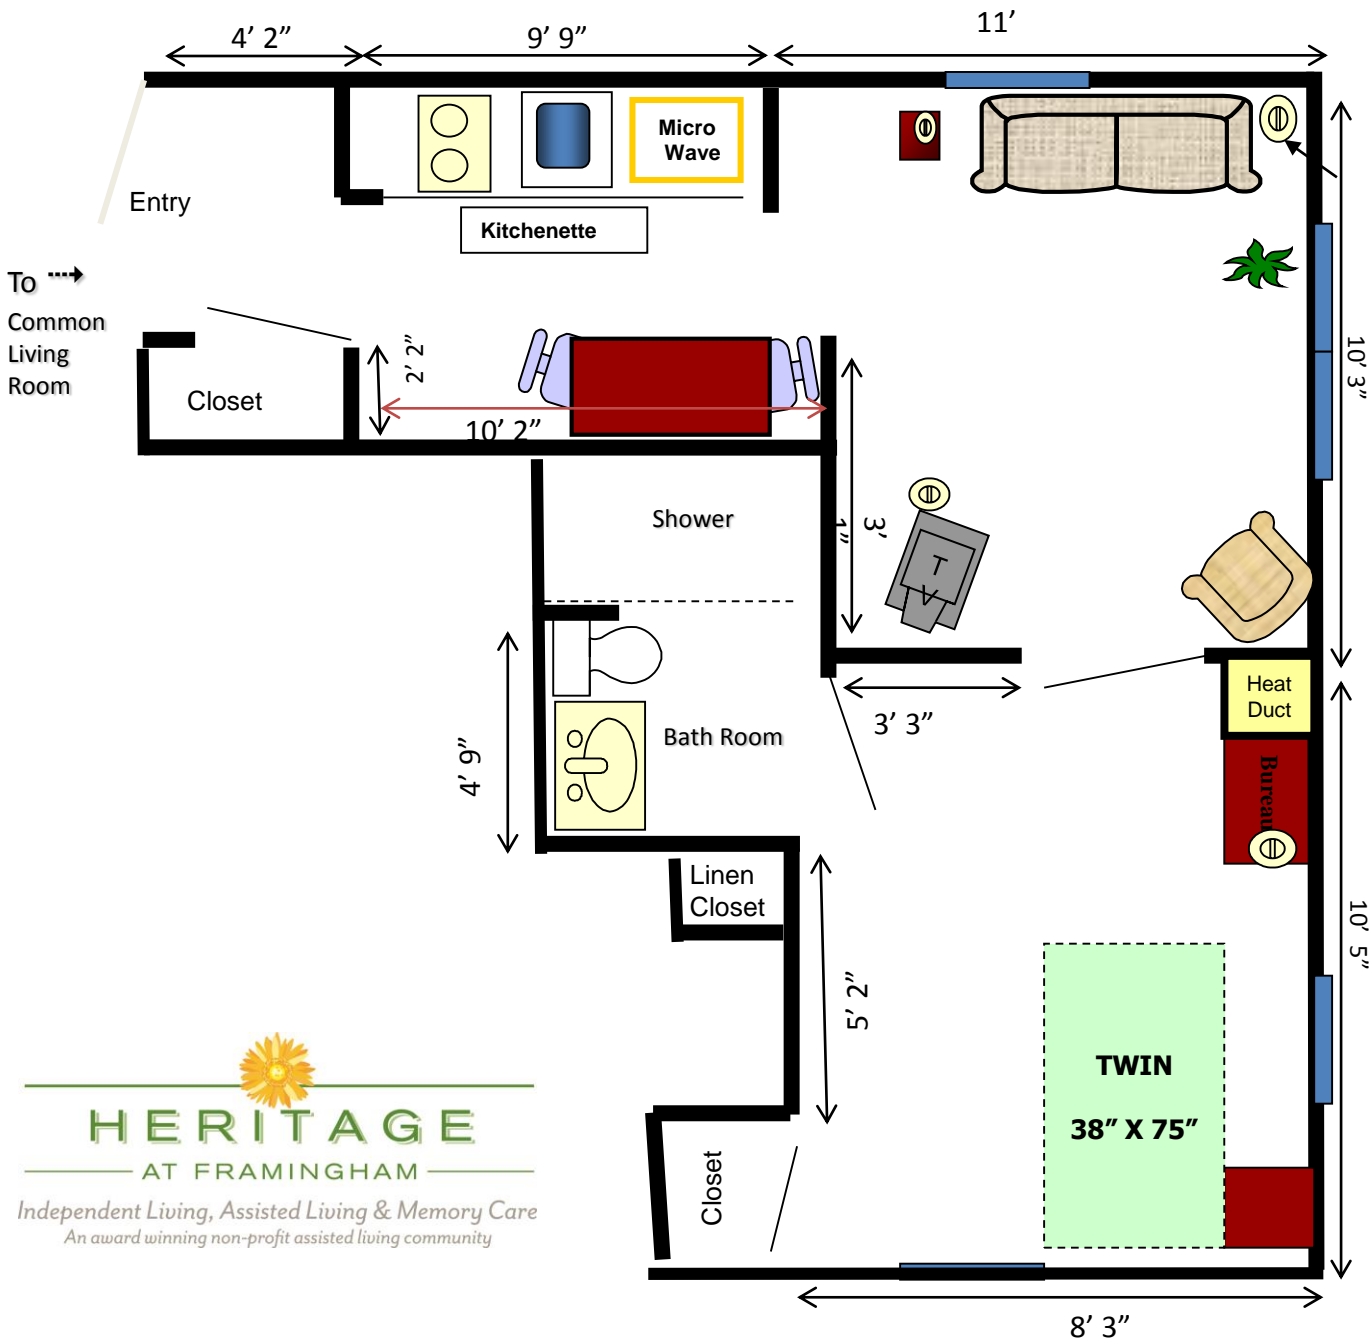 4’ 2”
9’ 9”
11’
Micro
Wave
Entry
Kitchenette
To
Common
Living
Room
2’ 2”
10’ 3”
Closet
10’ 2”
Shower
3’
1”
T
V
Heat
Duct
3’ 3”
Bath Room
4’ 9”
Bureau
Linen
Closet
10’ 5”
5’ 2”
TWIN
38” X 75”
Closet
HERITAGE
AT FRAMINGHAM
Independent Living, Assisted Living & Memory Care
An award winning non-profit assisted living community
8’ 3”